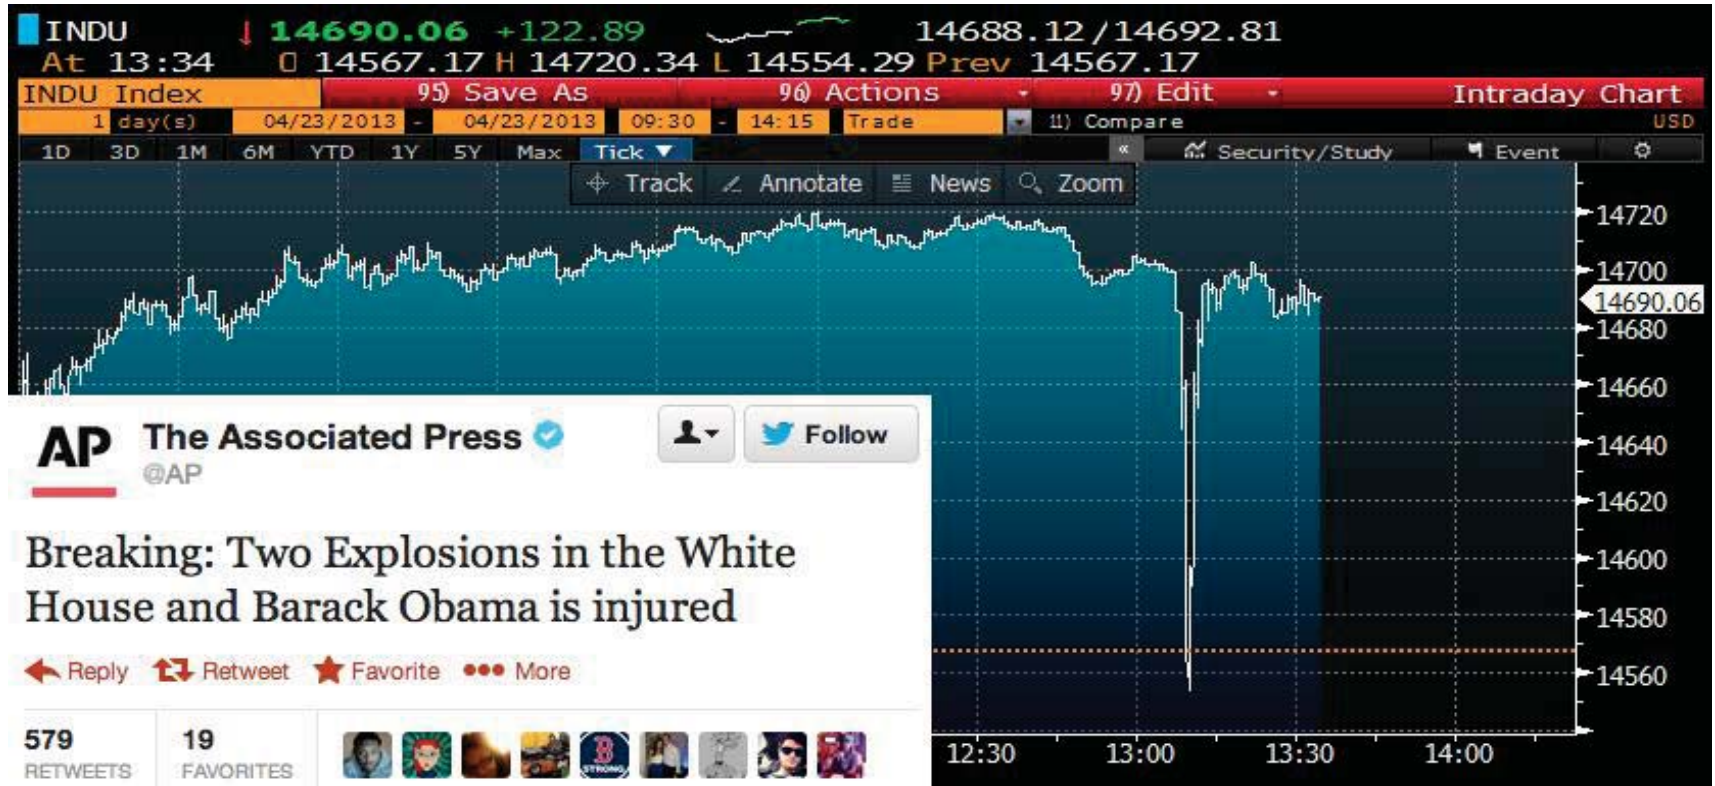 INDU ↓ 14690.06 +122.89 14688.12/14692.81
At 13:34 O 14567.17 H 14720.34 L 14554.29 Prev 14567.17
INDU Index 95) Save As 96) Actions 97) Edit Intraday Chart
1 day(s) 04/23/2013 - 04/23/2013 09:30 - 14:15 Trade 11) Compare USD
1D 3D 1M 6M YTD 1Y 5Y Max Tick ▼ « Security/Study Event
Track Annotate News Zoom
14720
14700
14690.06
14680
14660
14640
14620
14600
14580
14560
12:30 13:00 13:30 14:00
AP The Associated Press
@AP
Follow
Breaking: Two Explosions in the White
House and Barack Obama is injured
Reply Retweet Favorite More
579 19
RETWEETS FAVORITES
B
STRONG